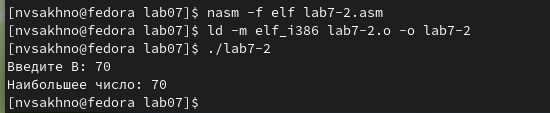 [nvsakhno@fedora lab07]$ nasm -f elf lab7-2.asm
[nvsakhno@fedora lab07]$ ld -m elf_i386 lab7-2.o -o lab7-2
[nvsakhno@fedora lab07]$ ./lab7-2
Введите B: 70
Наибольшее число: 70
[nvsakhno@fedora lab07]$